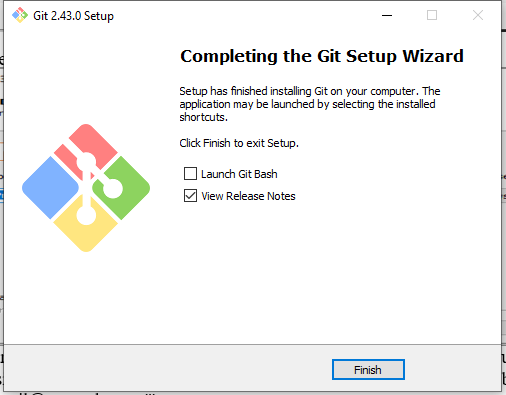 Git 2.43.0 Setup
Completing the Git Setup Wizard
Setup has finished installing Git on your computer. The
application may be launched by selecting the installed
shortcuts.
Click Finish to exit Setup.
Launch Git Bash
View Release Notes
Finish